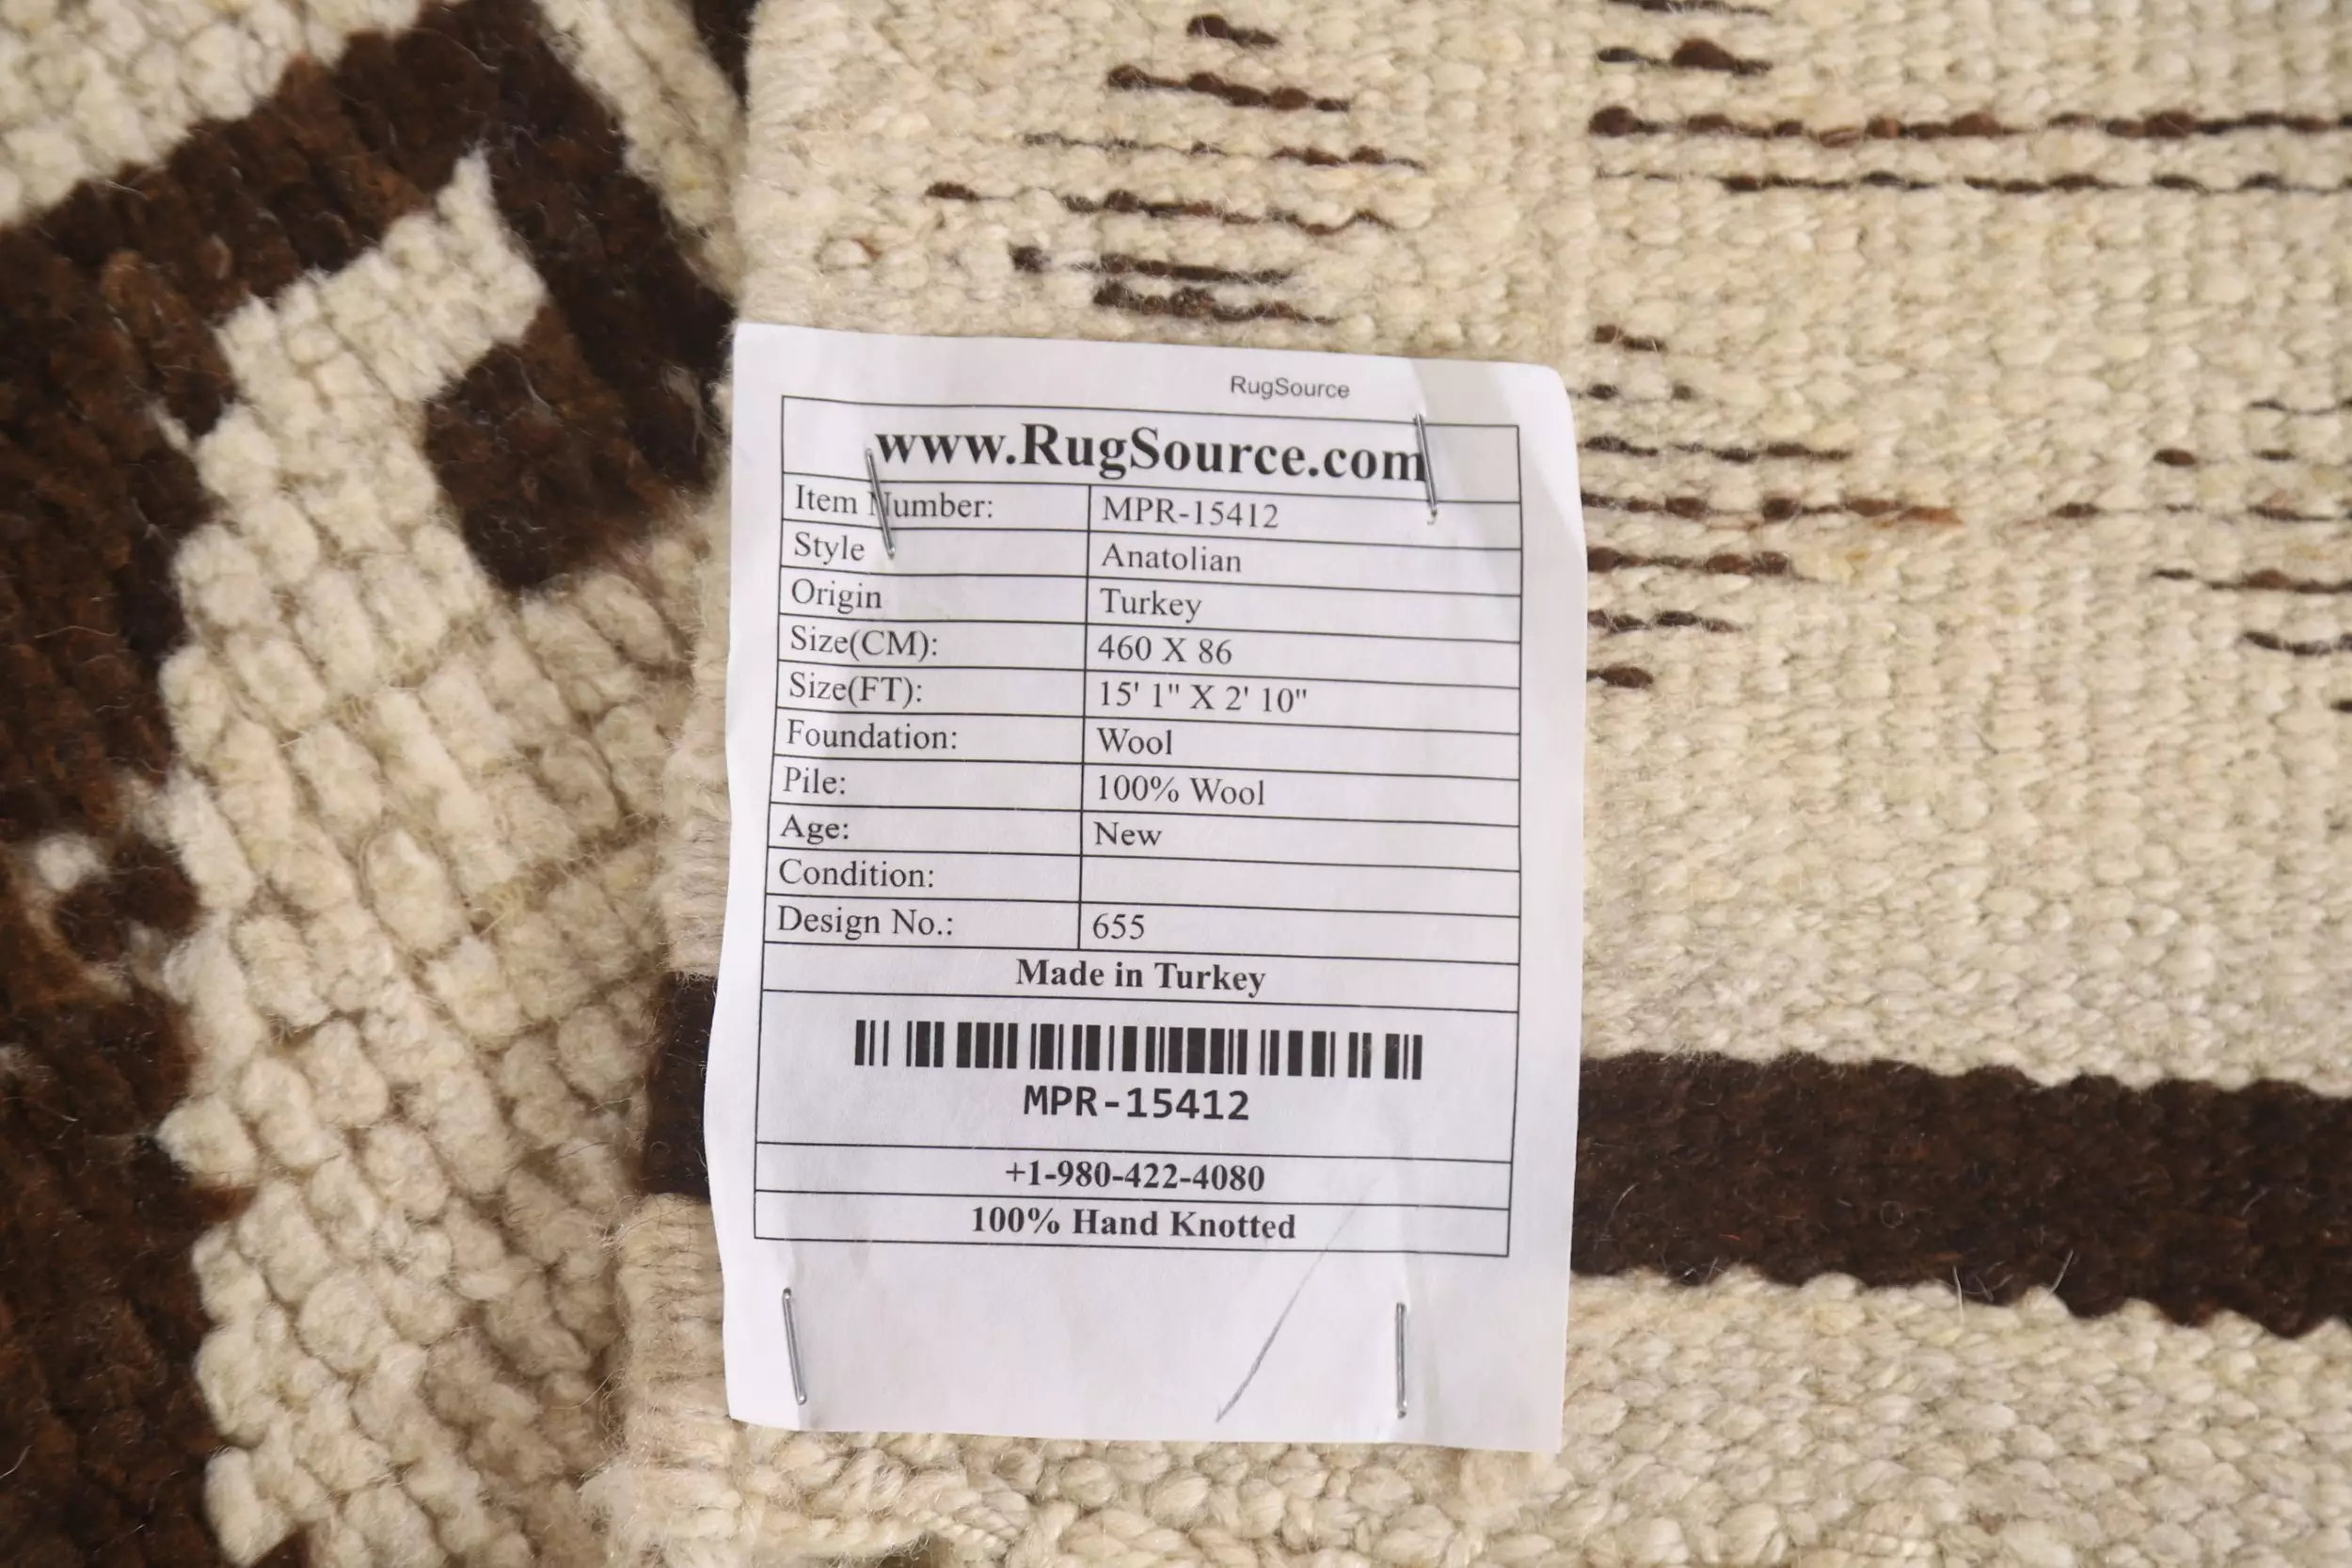 RugSource
www.RugSource.com
Item Number: MPR-15412
Style Anatolian
Origin Turkey
Size(CM): 460 X 86
Size(FT): 15' 1" X 2' 10"
Foundation: Wool
Pile: 100% Wool
Age: New
Condition:
Design No.: 655
Made in Turkey
MPR-15412
+1-980-422-4080
100% Hand Knotted